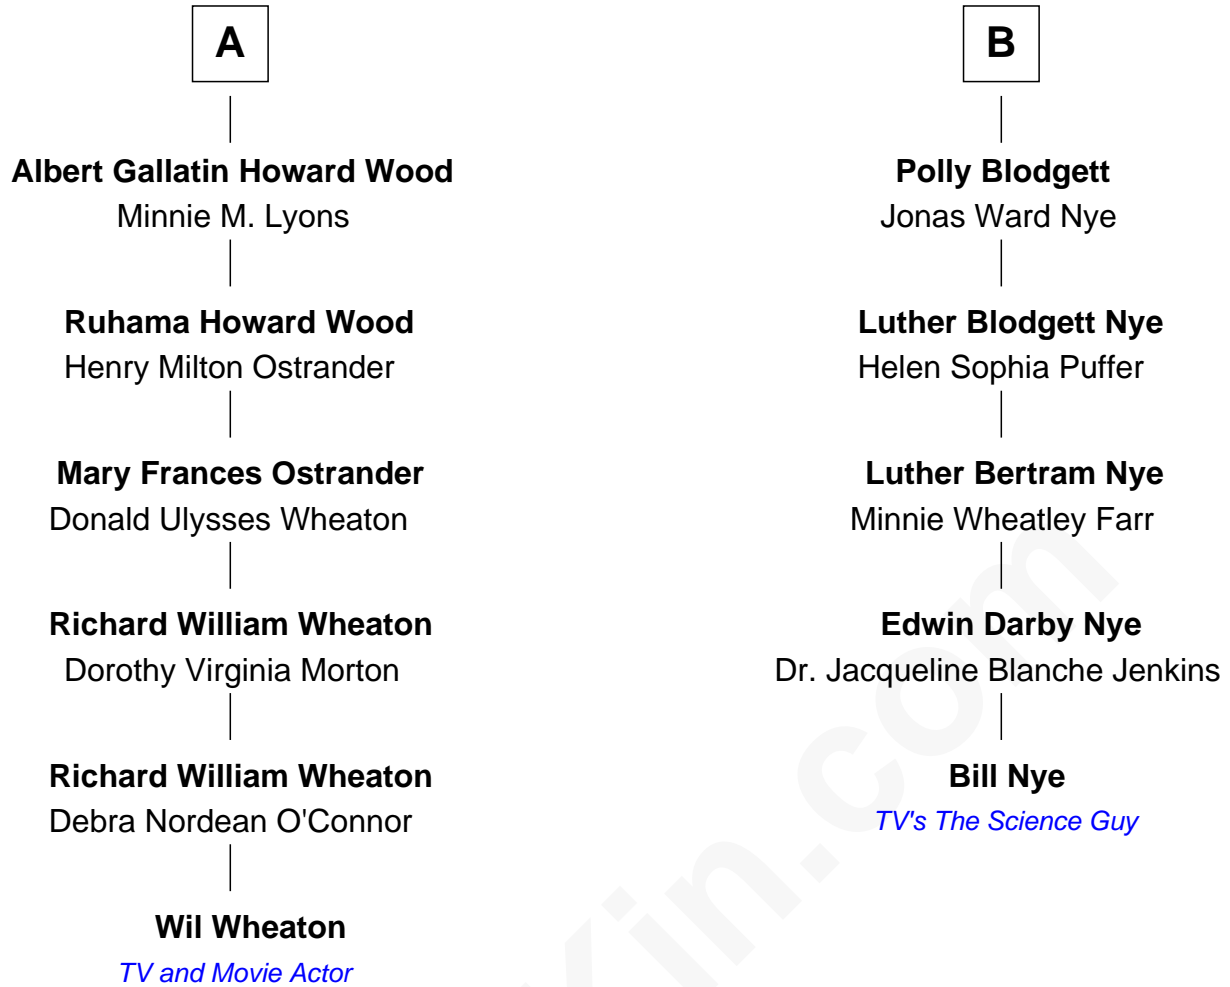 A
Albert Gallatin Howard Wood
Minnie M. Lyons
Ruhama Howard Wood
Henry Milton Ostrander
Mary Frances Ostrander
Donald Ulysses Wheaton
Richard William Wheaton
Dorothy Virginia Morton
Richard William Wheaton
Debra Nordean O'Connor
Wil Wheaton
TV and Movie Actor
B
Polly Blodgett
Jonas Ward Nye
Luther Blodgett Nye
Helen Sophia Puffer
Luther Bertram Nye
Minnie Wheatley Farr
Edwin Darby Nye
Dr. Jacqueline Blanche Jenkins
Bill Nye
TV's The Science Guy